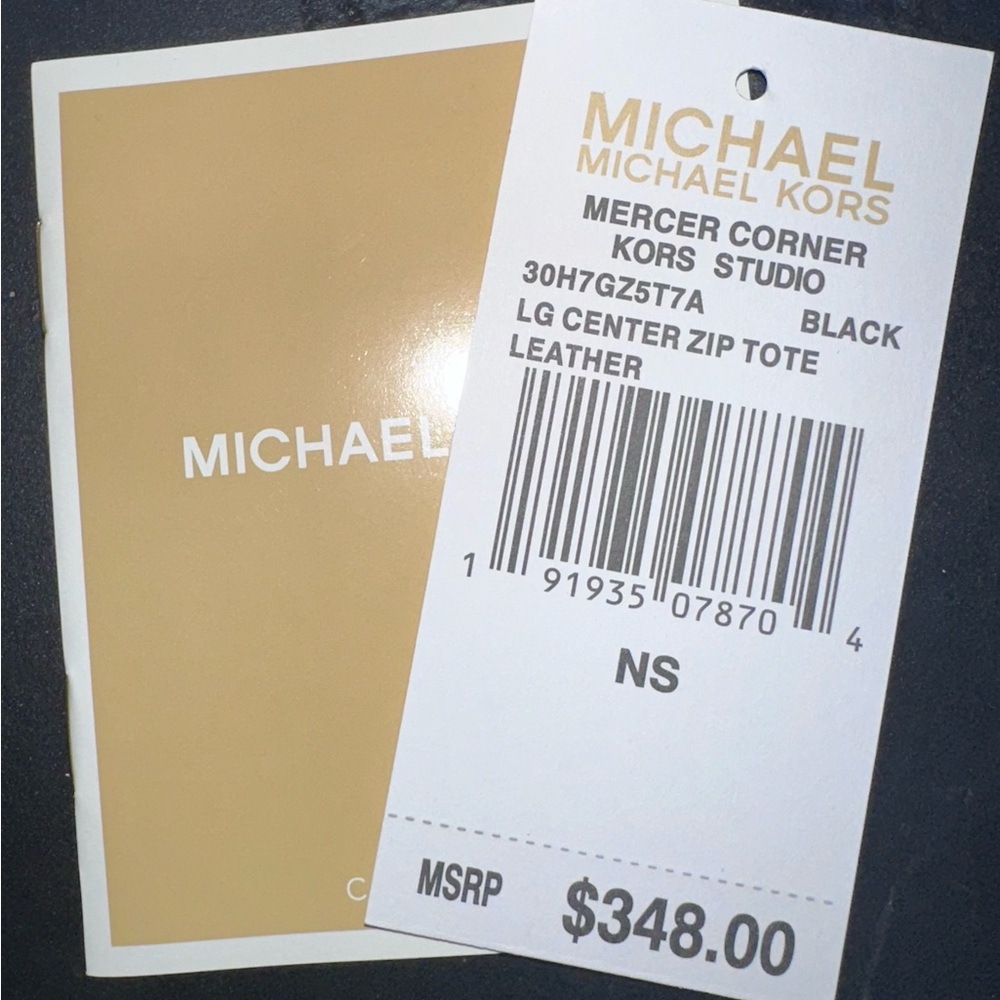 MICHAEL
C
MICHAEL
MICHAEL KORS
MERCER CORNER
KORS STUDIO
30H7GZ5T7A BLACK
LG CENTER ZIP TOTE
LEATHER
1 91935 07870 4
NS
MSRP $348.00